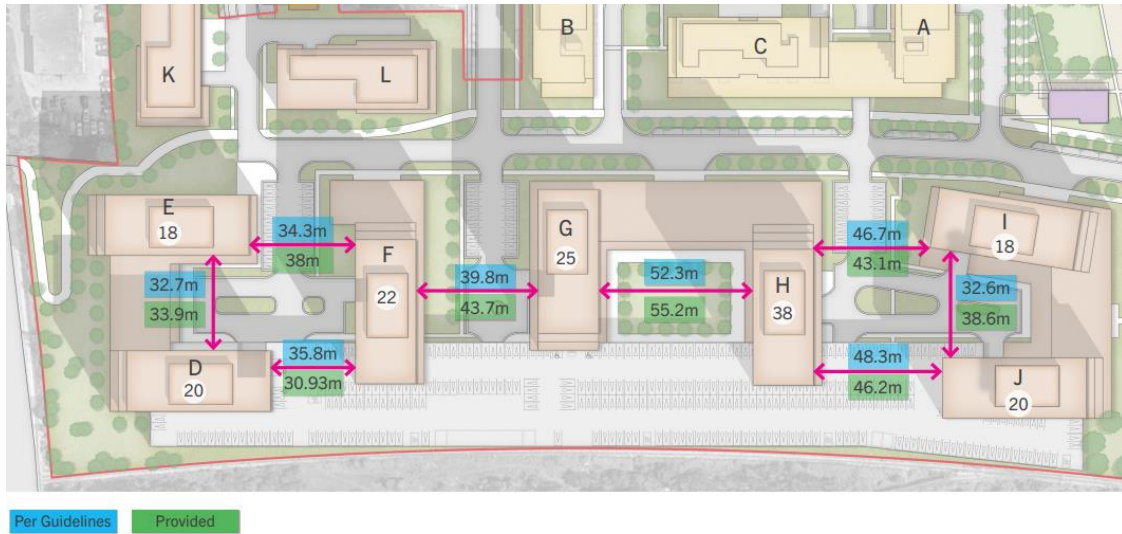 B
A
C
K
L
E
18
34.3m
38m
F
22
G
25
46.7m
43.1m
I
18
39.8m
43.7m
52.3m
55.2m
H
38
32.7m
33.9m
32.6m
38.6m
D
20
35.8m
30.93m
48.3m
46.2m
J
20
Per Guidelines
Provided